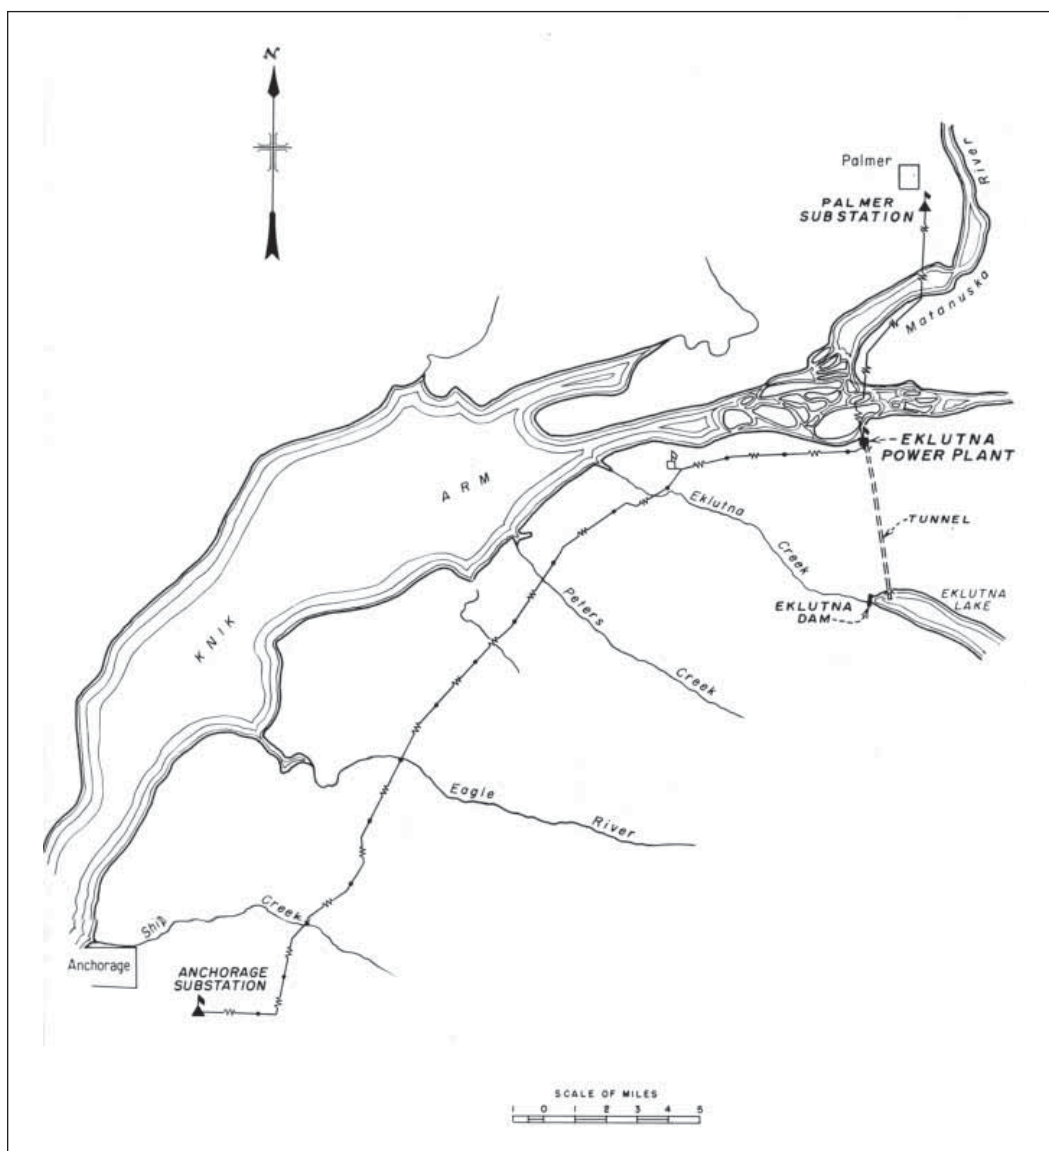 N
River
Palmer
PALMER
SUBSTATION
Matanuska
EKLUTNA
POWER PLANT
ARM
Eklutna
Creek
TUNNEL
EKLUTNA
LAKE
EKLUTNA
DAM
KNIK
Peters
Creek
Eagle
River
Ship
Creek
Anchorage
ANCHORAGE
SUBSTATION
SCALE OF MILES
1 0 1 2 3 4 5